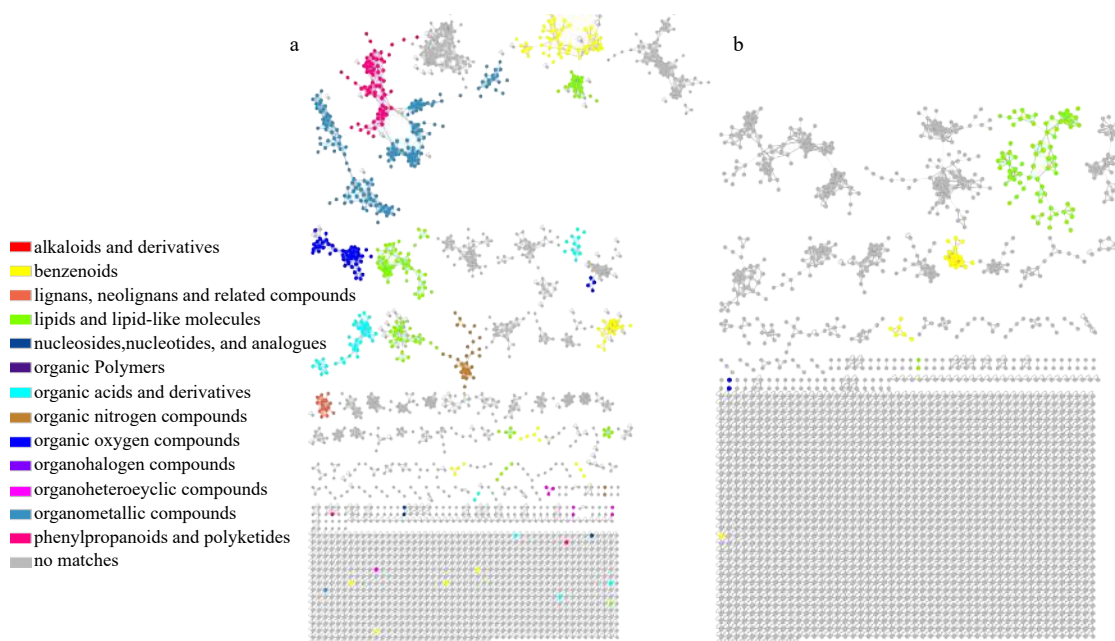 a
b
alkaloids and derivatives
benzenoids
lignans, neolignans and related compounds
lipids and lipid-like molecules
nucleosides,nucleotides, and analogues
organic Polymers
organic acids and derivatives
organic nitrogen compounds
organic oxygen compounds
organohalogen compounds
organoheteroeyclic compounds
organometallic compounds
phenylpropanoids and polyketides
no matches